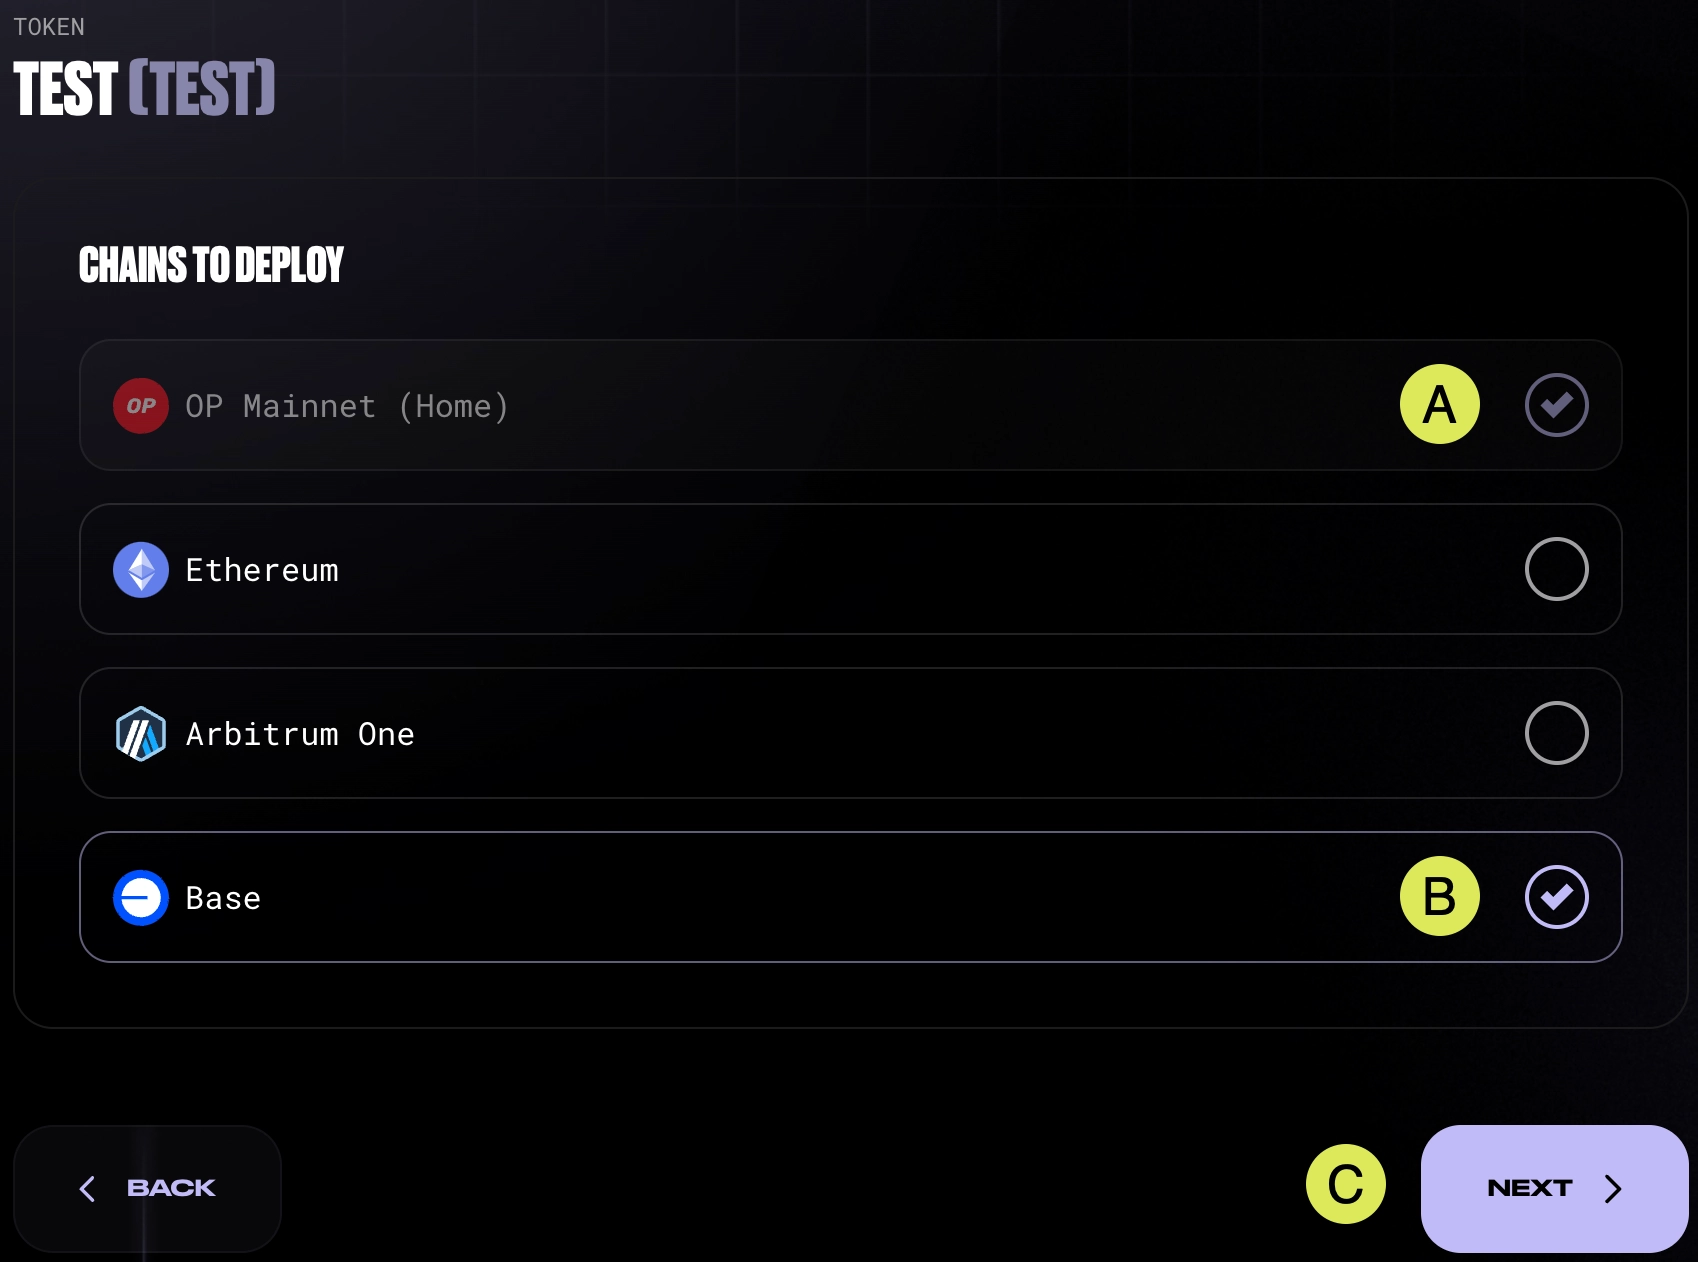 TOKEN
TEST (TEST)
CHAINS TO DEPLOY
OP OP Mainnet (Home) A
Ethereum
Arbitrum One
Base B
BACK C NEXT